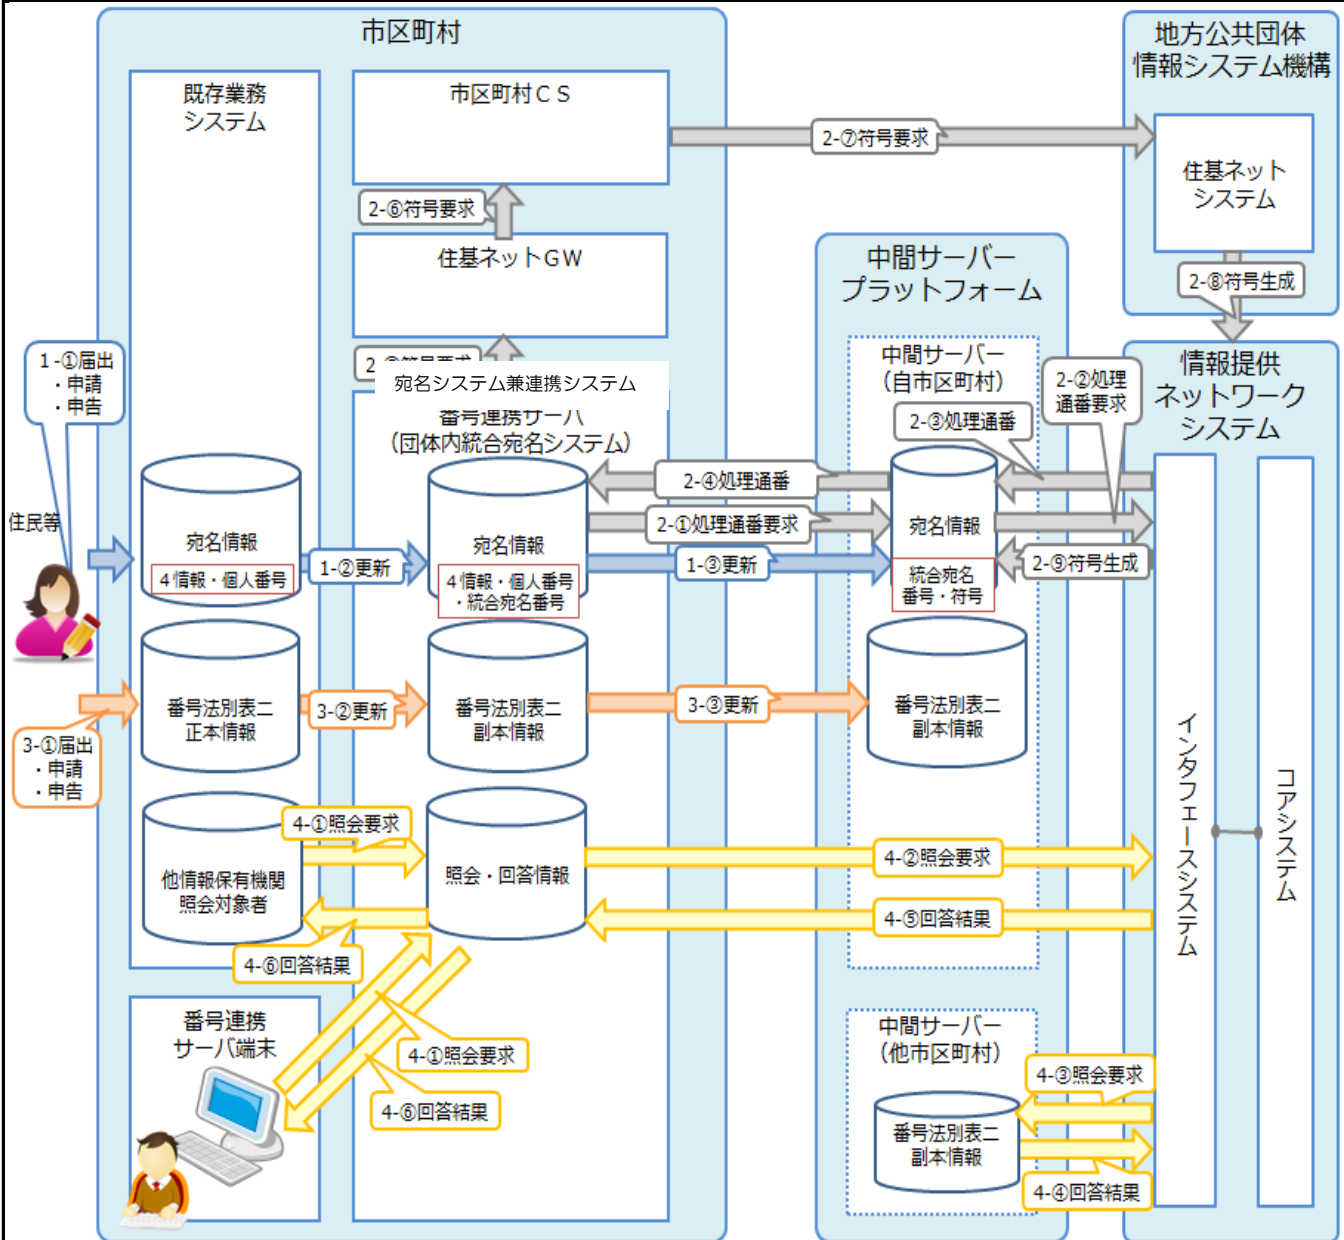 市区町村
地方公共団体
情報システム機構
既存業務
システム
市区町村ＣＳ
2-⑦符号要求
住基ネット
システム
2-⑥符号要求
住基ネットＧＷ
中間サーバー
プラットフォーム
2-⑧符号生成
1-①届出
・申請
・申告
宛名システム兼連携システム
番号連携サーバ
（団体内統合宛名システム）
中間サーバー
（自市区町村）
2-②処理
通番要求
情報提供
ネットワーク
システム
2-③処理通番
2-④処理通番
住民等
宛名情報
4情報・個人番号
1-②更新
宛名情報
4情報・個人番号
・統合宛名番号
2-①処理通番要求
1-③更新
宛名情報
統合宛名
番号・符号
2-⑨符号生成
番号法別表二
正本情報
3-②更新
番号法別表二
副本情報
3-③更新
番号法別表二
副本情報
3-①届出
・申請
・申告
インタフェースシステム
コアシステム
4-①照会要求
他情報保有機関
照会対象者
照会・回答情報
4-②照会要求
4-⑤回答結果
4-⑥回答結果
番号連携
サーバ端末
4-①照会要求
4-⑥回答結果
中間サーバー
（他市区町村）
4-③照会要求
番号法別表二
副本情報
4-④回答結果